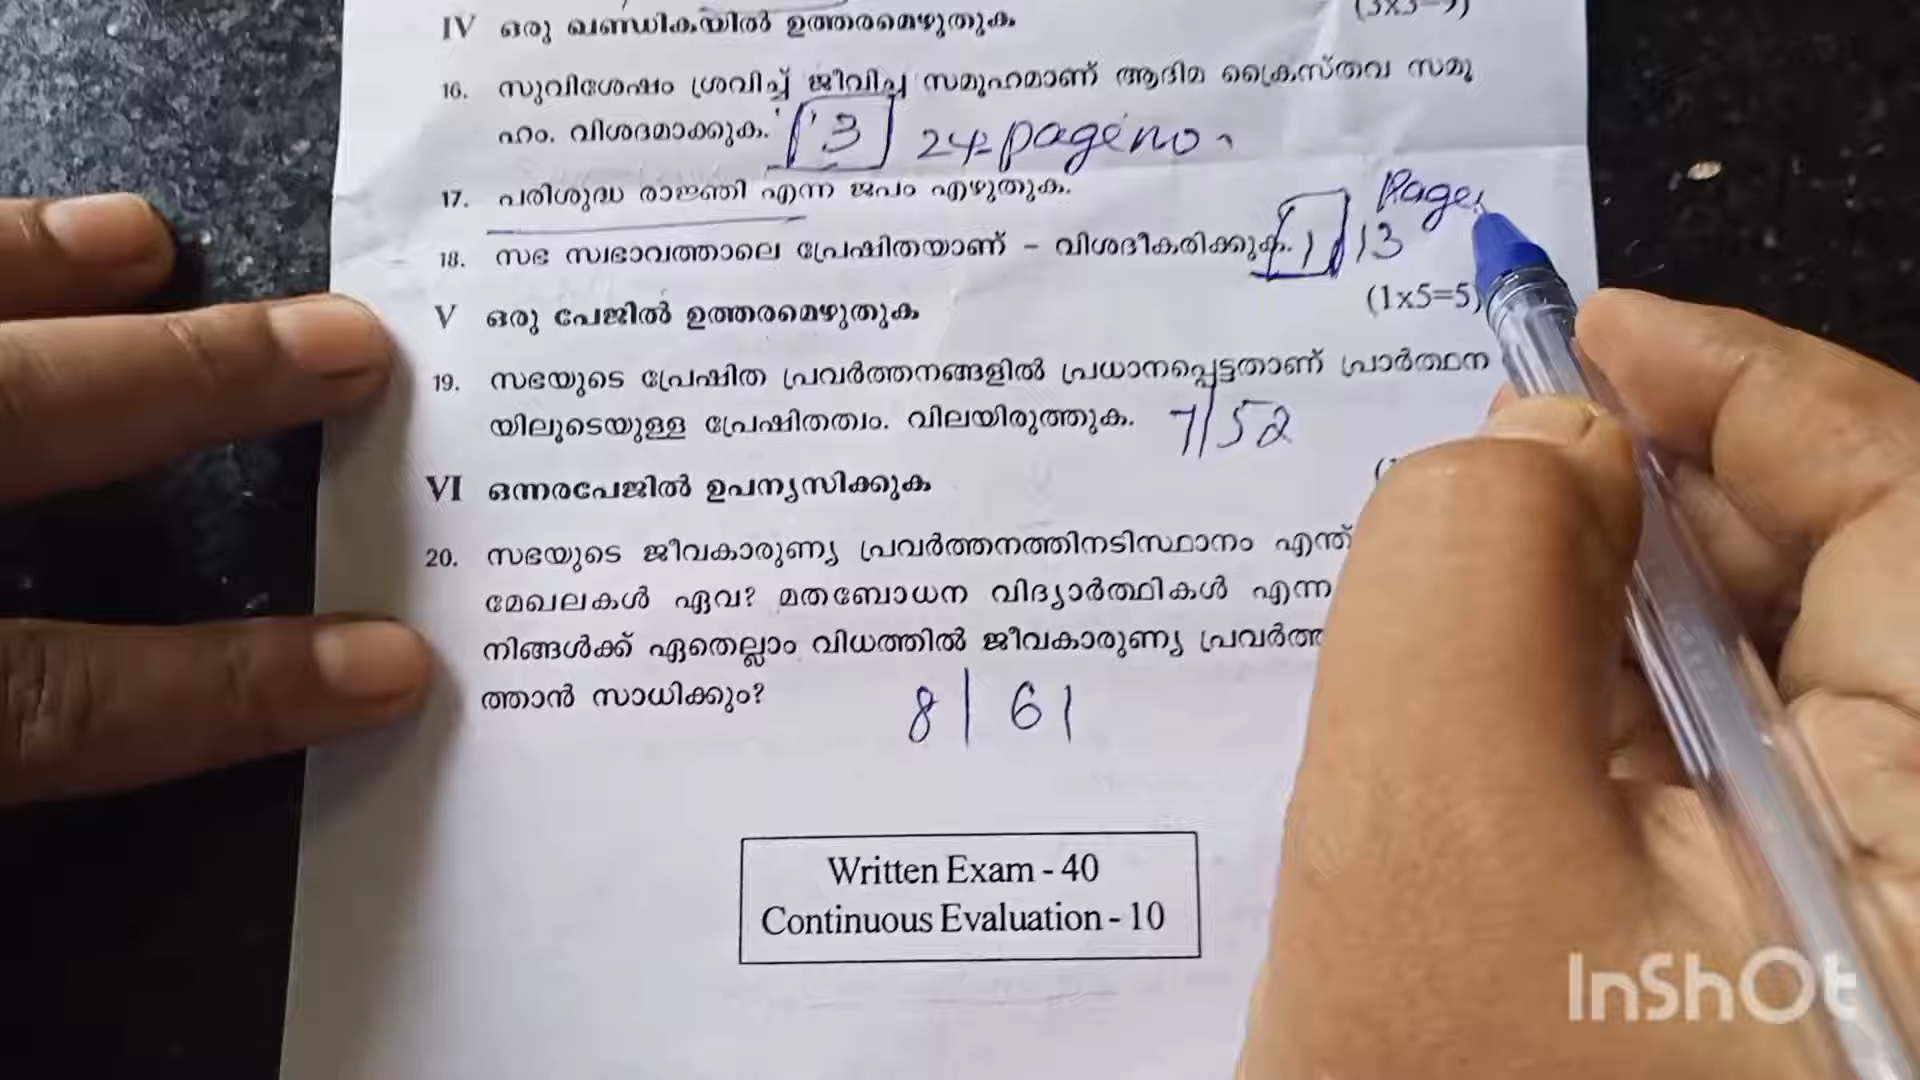 IV ഒരു ഖണ്ഡികയിൽ ഉത്തരമെഴുതുക (3x3=9)
16. സുവിശേഷം ശ്രവിച്ച് ജീവിച്ച സമൂഹമാണ് ആദിമ ക്രൈസ്തവ സമൂ
ഹം. വിശദമാക്കുക. 3 24 page no
17. പരിശുദ്ധ രാജ്ഞി എന്ന ജപം എഴുതുക.
Page
18. സഭ സ്വഭാവത്താലെ പ്രേഷിതയാണ് – വിശദീകരിക്കുക. 1 13
V ഒരു പേജിൽ ഉത്തരമെഴുതുക (1x5=5)
19. സഭയുടെ പ്രേഷിത പ്രവർത്തനങ്ങളിൽ പ്രധാനപ്പെട്ടതാണ് പ്രാർത്ഥന
യിലൂടെയുള്ള പ്രേഷിതത്വം. വിലയിരുത്തുക. 7|52
VI ഒന്നരപേജിൽ ഉപന്യസിക്കുക
20. സഭയുടെ ജീവകാരുണ്യ പ്രവർത്തനത്തിനടിസ്ഥാനം എന്ത്
മേഖലകൾ ഏവ? മതബോധന വിദ്യാർത്ഥികൾ എന്ന
നിങ്ങൾക്ക് ഏതെല്ലാം വിധത്തിൽ ജീവകാരുണ്യ പ്രവർത്ത
ത്താൻ സാധിക്കും? 8| 61
Written Exam - 40
Continuous Evaluation - 10
InShOt